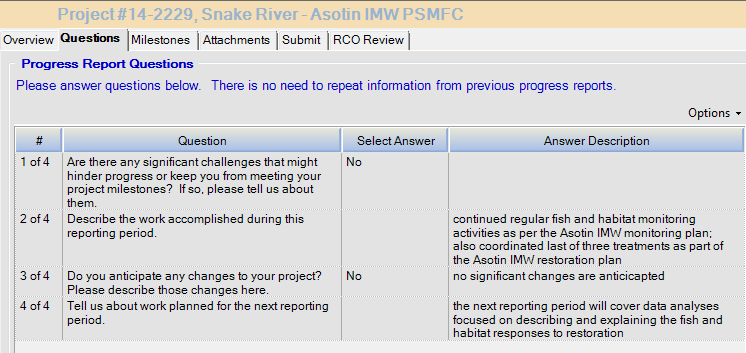 Project #14-2229, Snake River - Asotin IMW PSMFC
Overview Questions Milestones Attachments Submit RCO Review
Progress Report Questions
Please answer questions below.  There is no need to repeat information from previous progress reports.
Options
# Question Select Answer Answer Description
1 of 4 Are there any significant challenges that might No
hinder progress or keep you from meeting your
project milestones?  If so, please tell us about
them.
2 of 4 Describe the work accomplished during this continued regular fish and habitat monitoring
reporting period. activities as per the Asotin IMW monitoring plan;
also coordinated last of three treatments as part of
the Asotin IMW restoration plan
3 of 4 Do you anticipate any changes to your project? No no significant changes are anticicapted
Please describe those changes here.
4 of 4 Tell us about work planned for the next reporting the next reporting period will cover data analyses
period. focused on describing and explaining the fish and
habitat responses to restoration